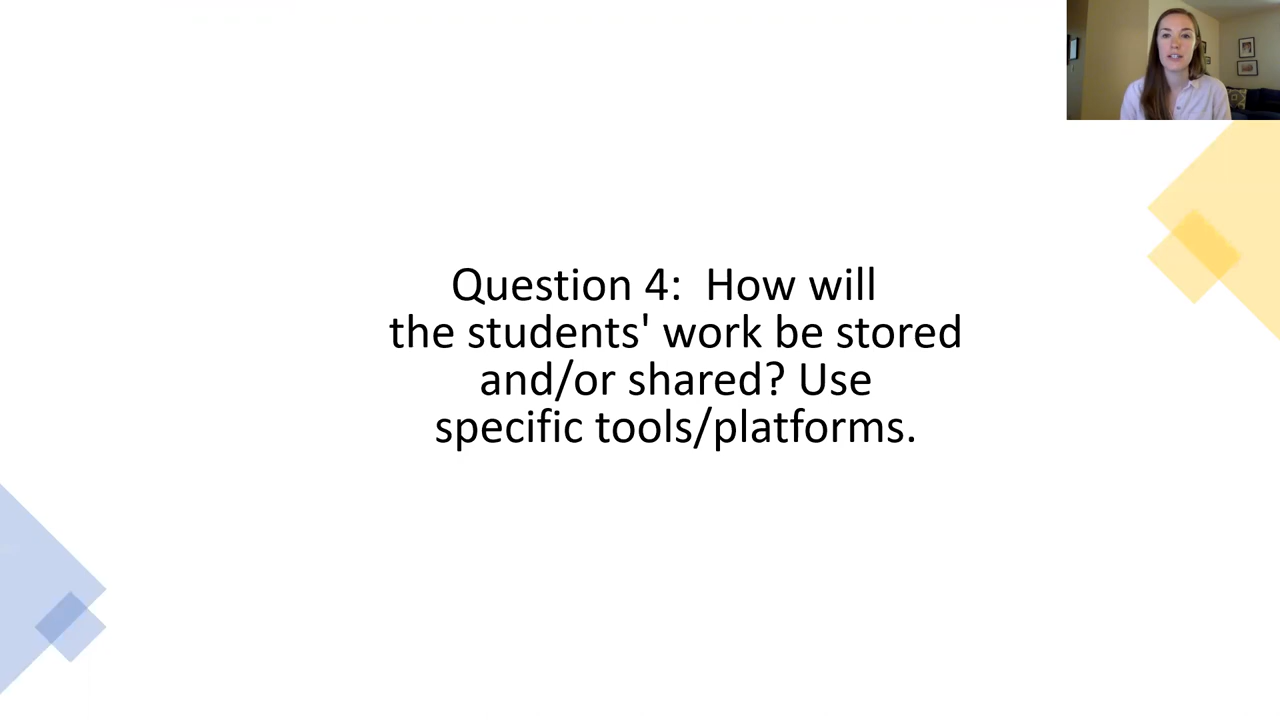 Question 4:  How will
the students' work be stored
and/or shared? Use
specific tools/platforms.